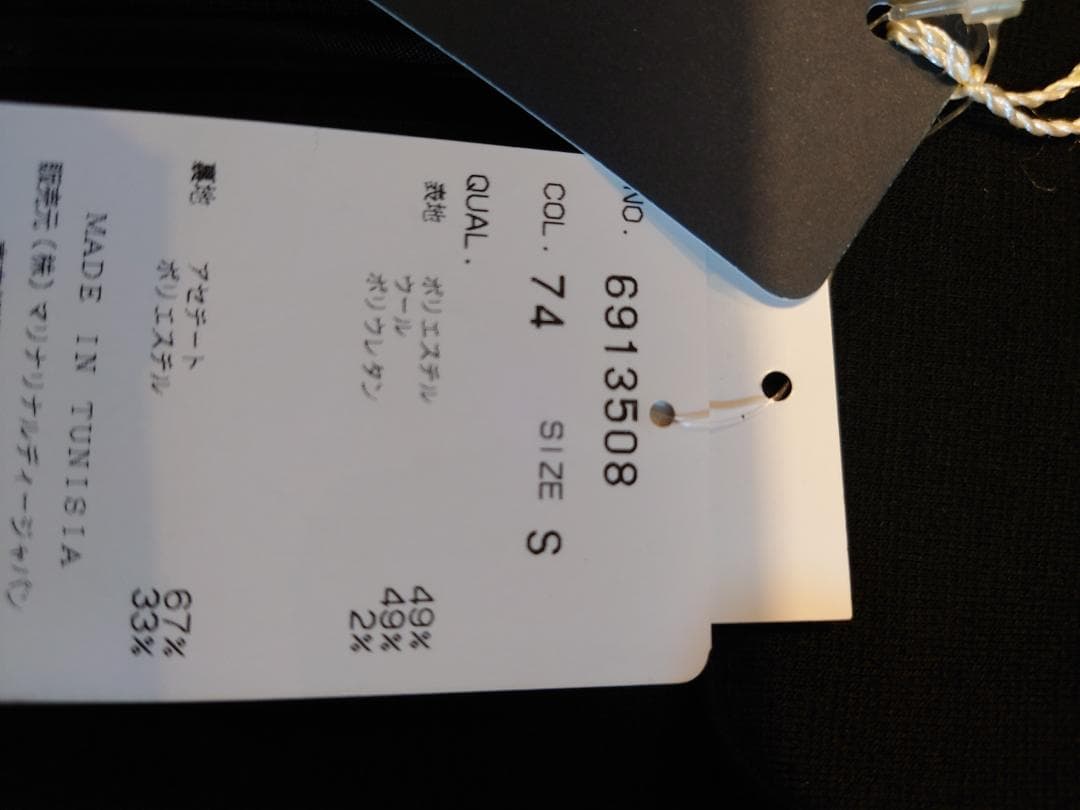 NO. 6913508
COL. 74 SIZE S
QUAL.
表地 ポリエステル 49%
ウール 49%
ポリウレタン 2%
裏地 アセテート 67%
ポリエステル 33%
MADE IN TUNISIA
販売元(株)マリナリナルディージャパン